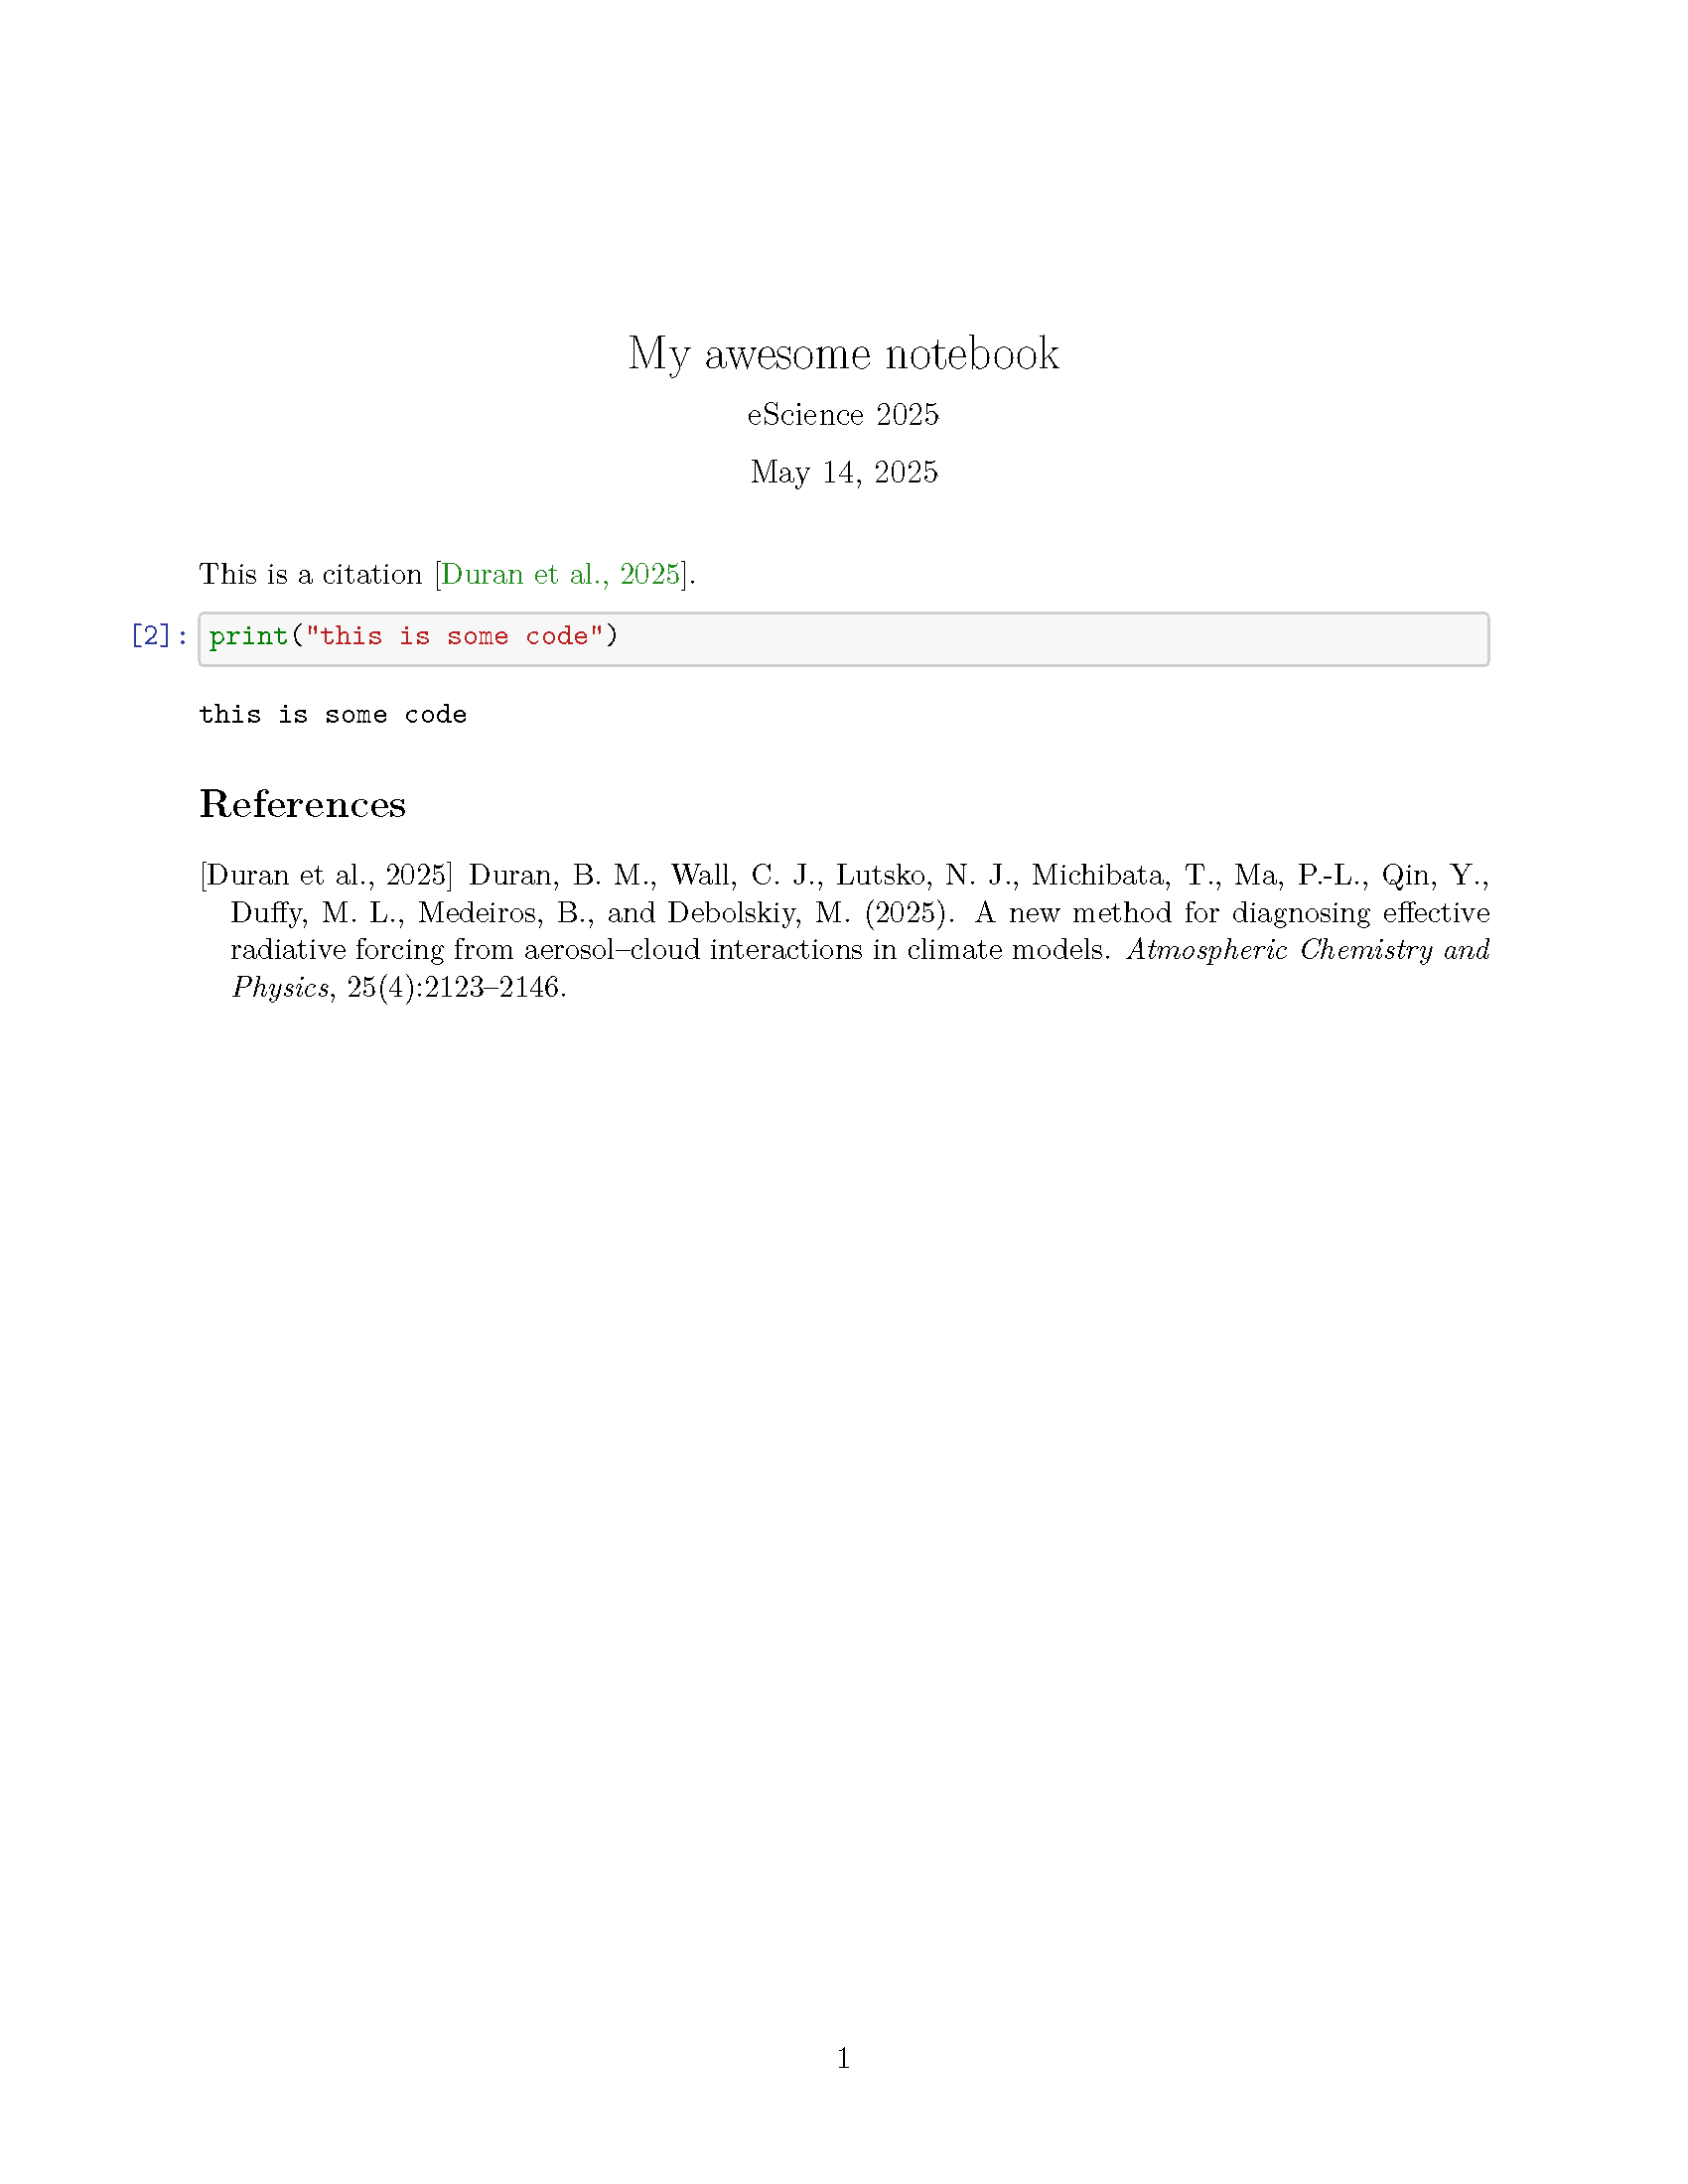 My awesome notebook
eScience 2025
May 14, 2025
This is a citation [Duran et al., 2025].
[2]: print("this is some code")
this is some code
References
[Duran et al., 2025] Duran, B. M., Wall, C. J., Lutsko, N. J., Michibata, T., Ma, P.-L., Qin, Y.,
Duffy, M. L., Medeiros, B., and Debolskiy, M. (2025). A new method for diagnosing effective
radiative forcing from aerosol–cloud interactions in climate models. Atmospheric Chemistry and
Physics, 25(4):2123–2146.
1